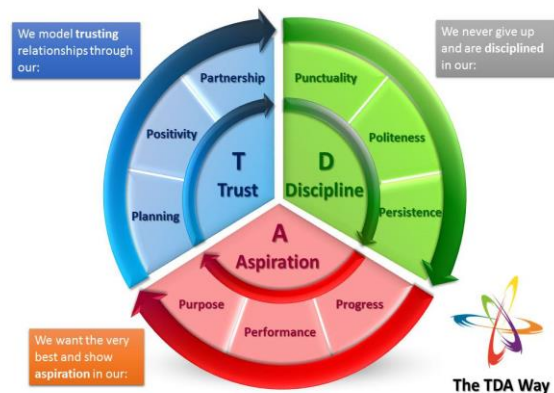 We model trusting
relationships through
our:
We never give up
and are disciplined
in our:
Partnership
Positivity
Planning
T
Trust
Punctuality
Politeness
Persistence
D
Discipline
A
Aspiration
Purpose
Performance
Progress
We want the very
best and show
aspiration in our:
The TDA Way